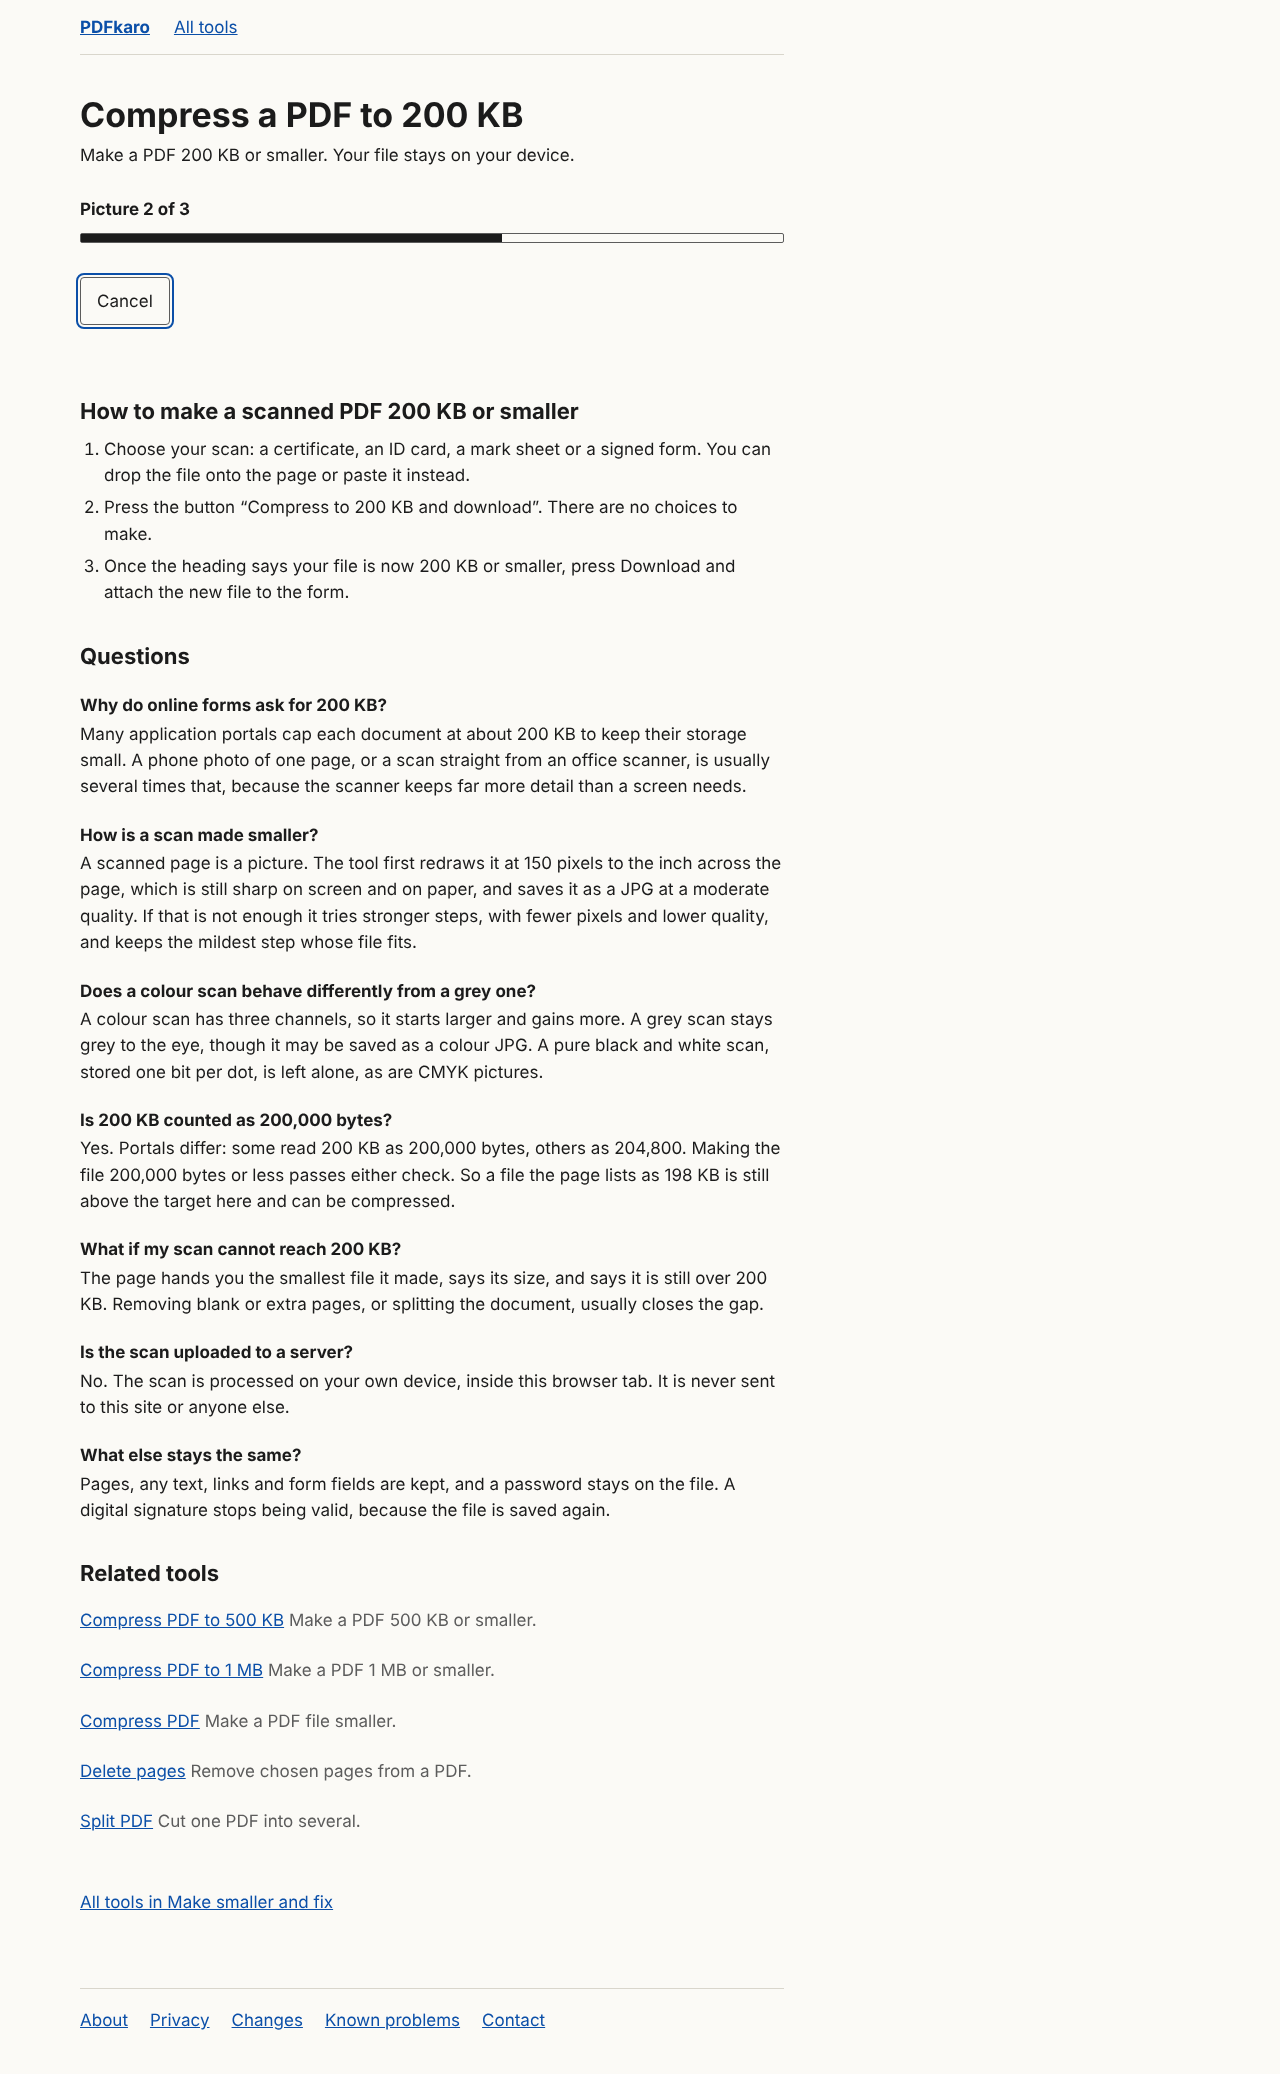 PDFkaro All tools
Compress a PDF to 200 KB
Make a PDF 200 KB or smaller. Your file stays on your device.
Picture 2 of 3
Cancel
How to make a scanned PDF 200 KB or smaller
1. Choose your scan: a certificate, an ID card, a mark sheet or a signed form. You can
drop the file onto the page or paste it instead.
2. Press the button “Compress to 200 KB and download”. There are no choices to
make.
3. Once the heading says your file is now 200 KB or smaller, press Download and
attach the new file to the form.
Questions
Why do online forms ask for 200 KB?
Many application portals cap each document at about 200 KB to keep their storage
small. A phone photo of one page, or a scan straight from an office scanner, is usually
several times that, because the scanner keeps far more detail than a screen needs.
How is a scan made smaller?
A scanned page is a picture. The tool first redraws it at 150 pixels to the inch across the
page, which is still sharp on screen and on paper, and saves it as a JPG at a moderate
quality. If that is not enough it tries stronger steps, with fewer pixels and lower quality,
and keeps the mildest step whose file fits.
Does a colour scan behave differently from a grey one?
A colour scan has three channels, so it starts larger and gains more. A grey scan stays
grey to the eye, though it may be saved as a colour JPG. A pure black and white scan,
stored one bit per dot, is left alone, as are CMYK pictures.
Is 200 KB counted as 200,000 bytes?
Yes. Portals differ: some read 200 KB as 200,000 bytes, others as 204,800. Making the
file 200,000 bytes or less passes either check. So a file the page lists as 198 KB is still
above the target here and can be compressed.
What if my scan cannot reach 200 KB?
The page hands you the smallest file it made, says its size, and says it is still over 200
KB. Removing blank or extra pages, or splitting the document, usually closes the gap.
Is the scan uploaded to a server?
No. The scan is processed on your own device, inside this browser tab. It is never sent
to this site or anyone else.
What else stays the same?
Pages, any text, links and form fields are kept, and a password stays on the file. A
digital signature stops being valid, because the file is saved again.
Related tools
Compress PDF to 500 KB Make a PDF 500 KB or smaller.
Compress PDF to 1 MB Make a PDF 1 MB or smaller.
Compress PDF Make a PDF file smaller.
Delete pages Remove chosen pages from a PDF.
Split PDF Cut one PDF into several.
All tools in Make smaller and fix
About Privacy Changes Known problems Contact